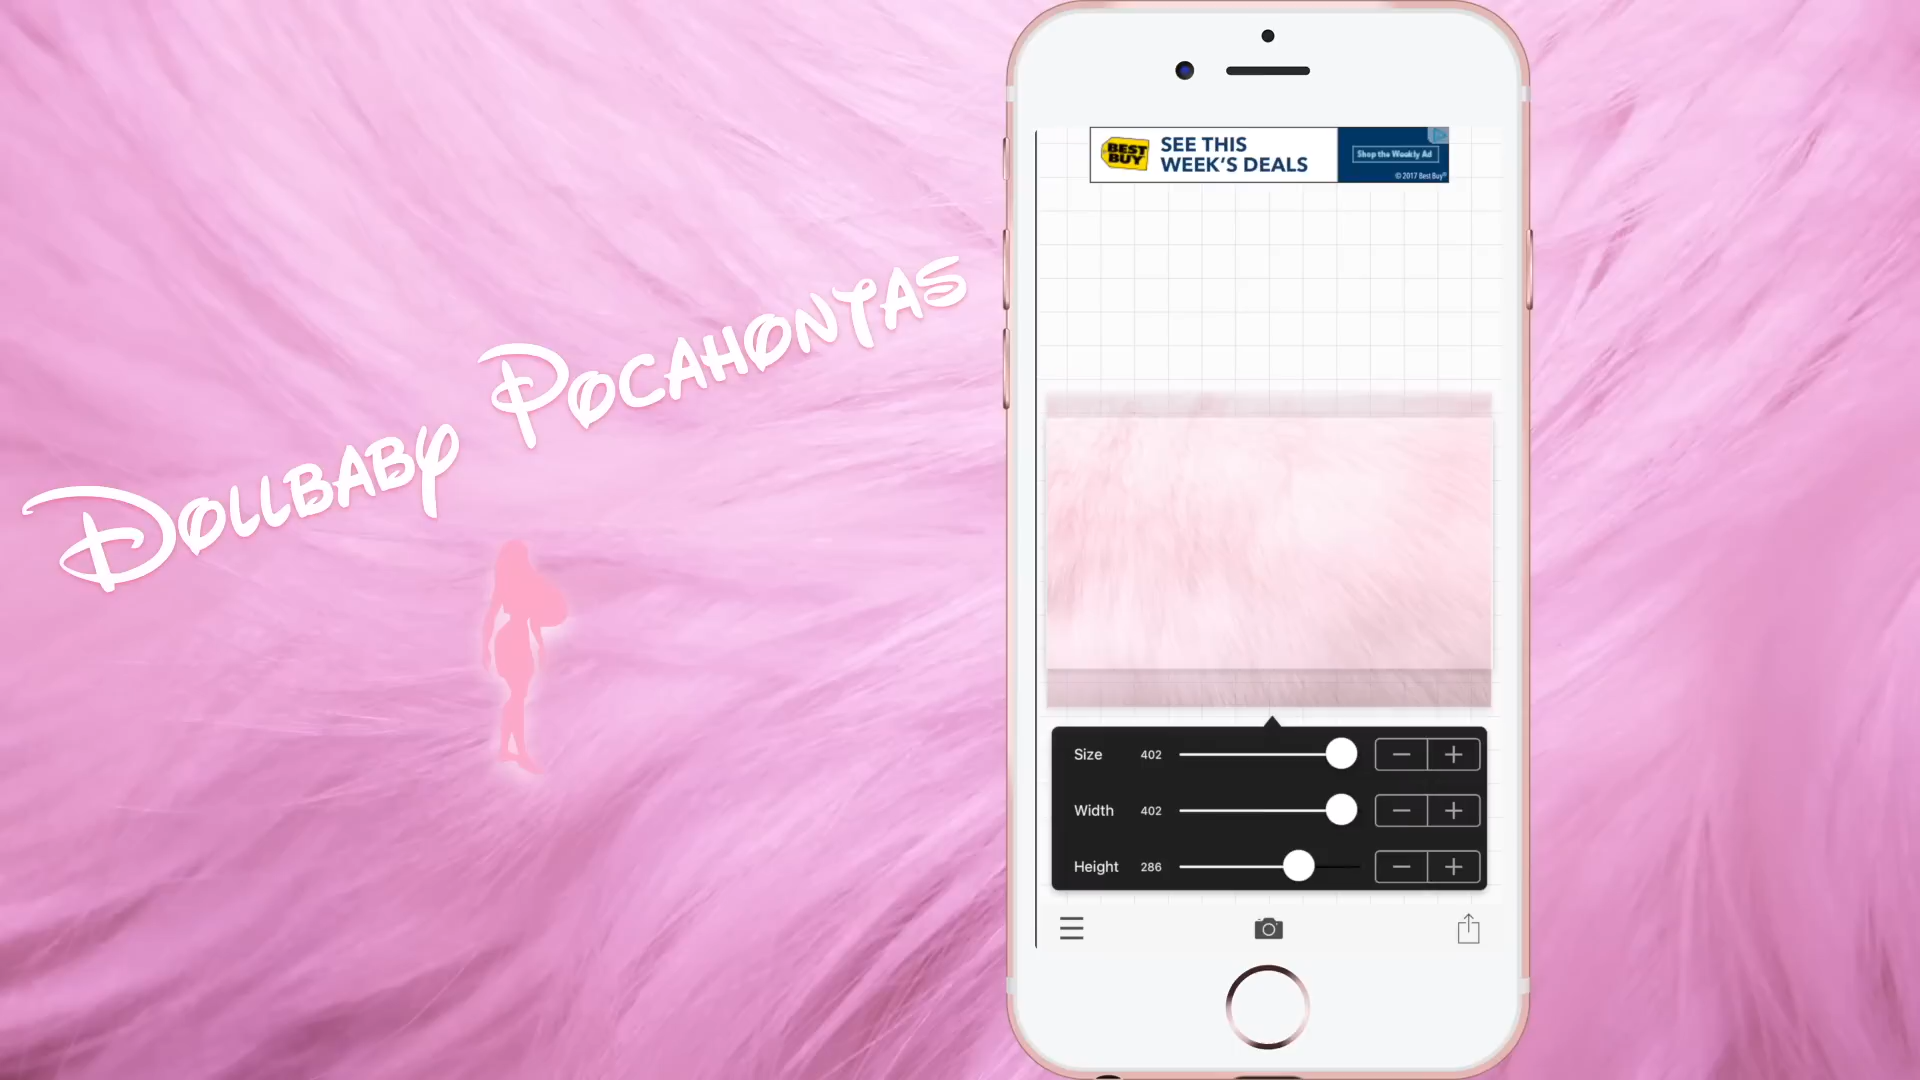 Dollbaby Pocahontas
BEST BUY
SEE THIS
WEEK'S DEALS
Shop the Weekly Ad
© 2017 Best Buy®
Size 402
Width 402
Height 286